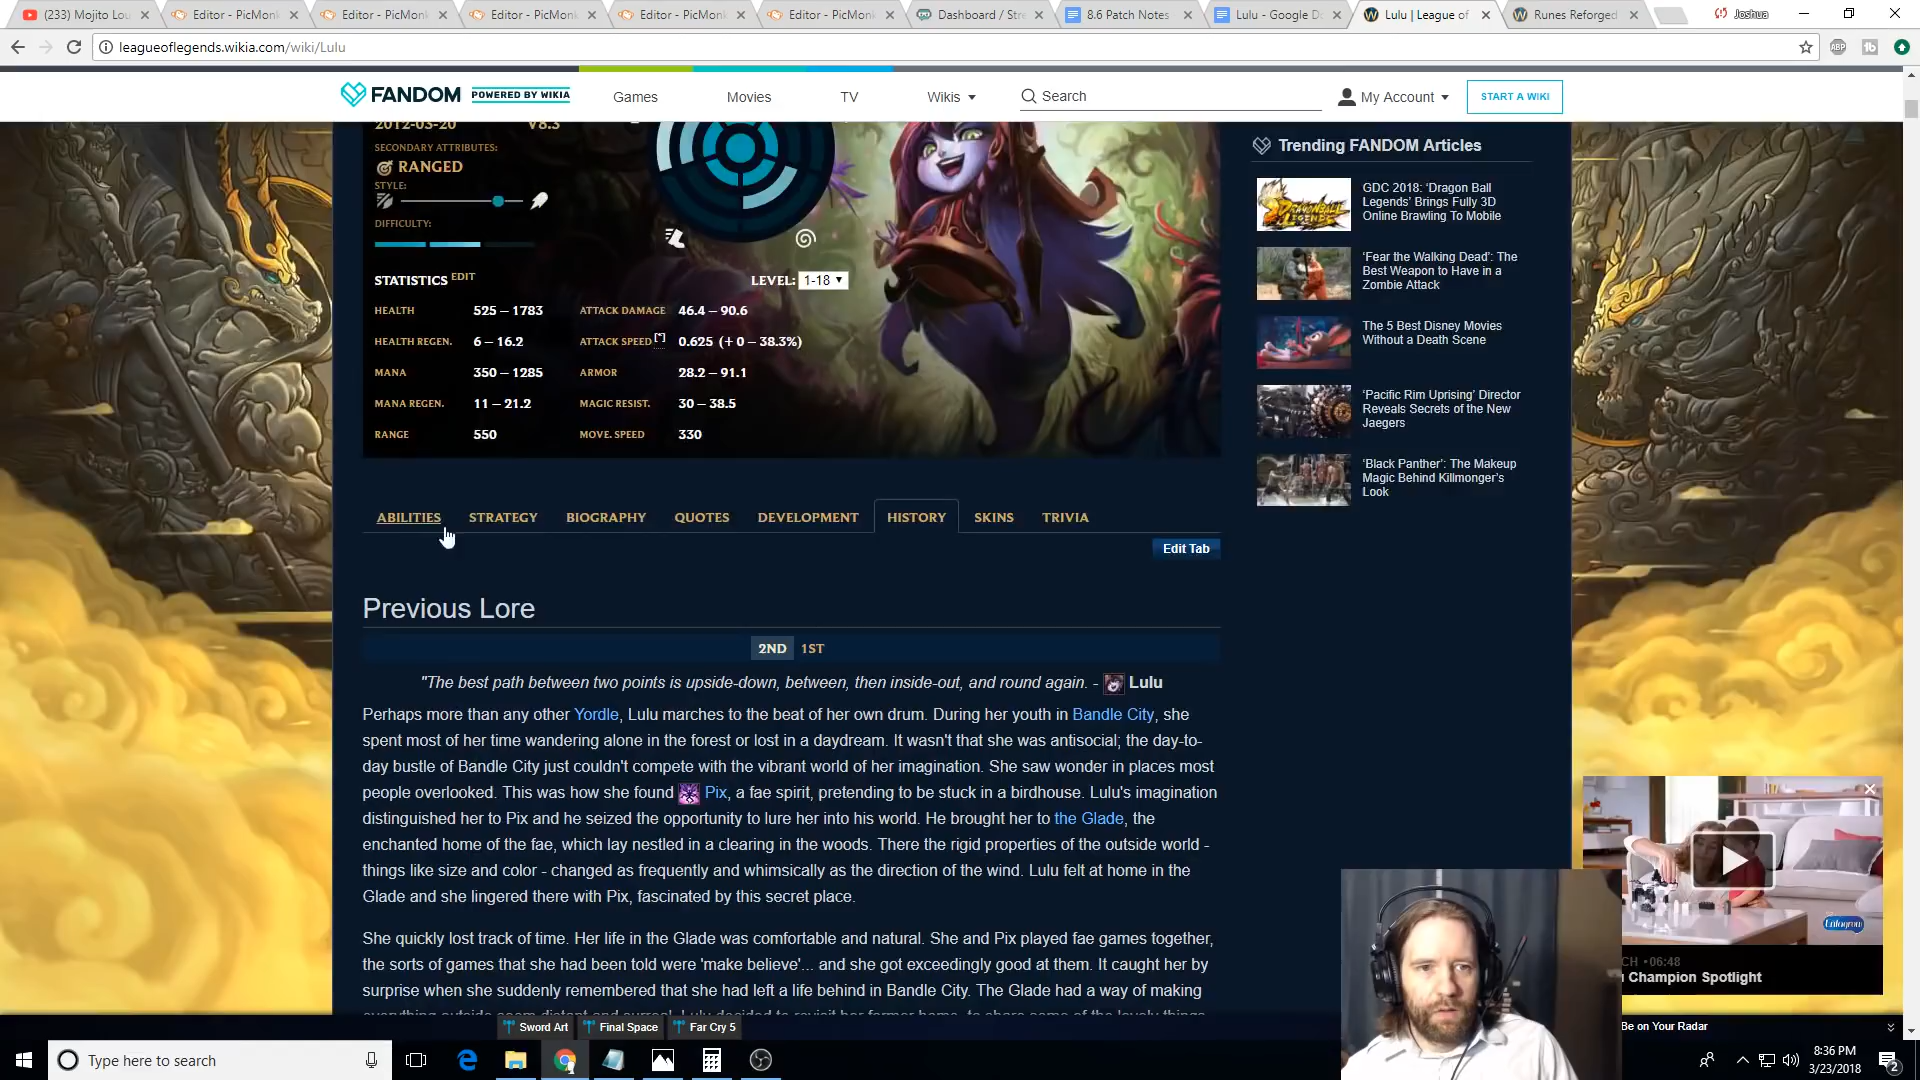 (233) Mojito Lou
Editor - PicMonk
Editor - PicMonk
Editor - PicMonk
Editor - PicMonk
Editor - PicMonk
Dashboard / Stre
8.6 Patch Notes
Lulu - Google Do
Lulu | League of
Runes Reforged
Joshua
leagueoflegends.wikia.com/wiki/Lulu
ABP
FANDOM
POWERED BY WIKIA
Games
Movies
TV
Wikis
Search
My Account
START A WIKI
2012-03-20
V8.3
SECONDARY ATTRIBUTES:
RANGED
STYLE:
DIFFICULTY:
STATISTICS EDIT
LEVEL: 1-18
HEALTH 525 – 1783 ATTACK DAMAGE 46.4 – 90.6
HEALTH REGEN. 6 – 16.2 ATTACK SPEED [*] 0.625 (+ 0 – 38.3%)
MANA 350 – 1285 ARMOR 28.2 – 91.1
MANA REGEN. 11 – 21.2 MAGIC RESIST. 30 – 38.5
RANGE 550 MOVE. SPEED 330
Trending FANDOM Articles
GDC 2018: ‘Dragon Ball
Legends’ Brings Fully 3D
Online Brawling To Mobile
‘Fear the Walking Dead’: The
Best Weapon to Have in a
Zombie Attack
The 5 Best Disney Movies
Without a Death Scene
‘Pacific Rim Uprising’ Director
Reveals Secrets of the New
Jaegers
‘Black Panther’: The Makeup
Magic Behind Killmonger’s
Look
ABILITIES STRATEGY BIOGRAPHY QUOTES DEVELOPMENT HISTORY SKINS TRIVIA
Edit Tab
Previous Lore
2ND 1ST
"The best path between two points is upside-down, between, then inside-out, and round again. - Lulu
Perhaps more than any other Yordle, Lulu marches to the beat of her own drum. During her youth in Bandle City, she
spent most of her time wandering alone in the forest or lost in a daydream. It wasn't that she was antisocial; the day-to-
day bustle of Bandle City just couldn't compete with the vibrant world of her imagination. She saw wonder in places most
people overlooked. This was how she found Pix, a fae spirit, pretending to be stuck in a birdhouse. Lulu's imagination
distinguished her to Pix and he seized the opportunity to lure her into his world. He brought her to the Glade, the
enchanted home of the fae, which lay nestled in a clearing in the woods. There the rigid properties of the outside world -
things like size and color - changed as frequently and whimsically as the direction of the wind. Lulu felt at home in the
Glade and she lingered there with Pix, fascinated by this secret place.
She quickly lost track of time. Her life in the Glade was comfortable and natural. She and Pix played fae games together,
the sorts of games that she had been told were 'make believe'... and she got exceedingly good at them. It caught her by
surprise when she suddenly remembered that she had left a life behind in Bandle City. The Glade had a way of making
CH • 06:48
Champion Spotlight
Be on Your Radar
Sword Art
Final Space
Far Cry 5
Type here to search
8:36 PM
3/23/2018
2